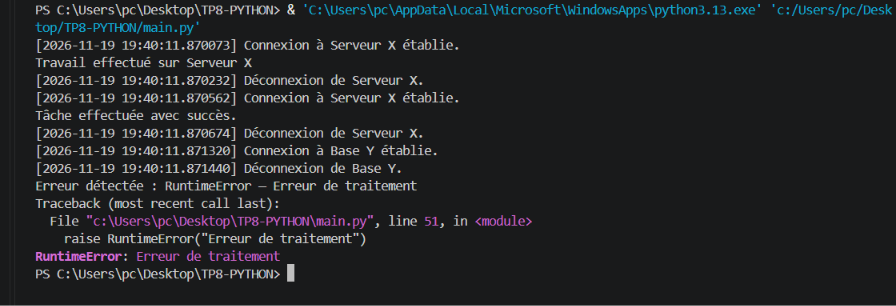 PS C:\Users\pc\Desktop\TP8-PYTHON> & 'C:\Users\pc\AppData\Local\Microsoft\WindowsApps\python3.13.exe' 'c:/Users/pc/Desk
top/TP8-PYTHON/main.py'
[2026-11-19 19:40:11.870073] Connexion à Serveur X établie.
Travail effectué sur Serveur X
[2026-11-19 19:40:11.870232] Déconnexion de Serveur X.
[2026-11-19 19:40:11.870562] Connexion à Serveur X établie.
Tâche effectuée avec succès.
[2026-11-19 19:40:11.870674] Déconnexion de Serveur X.
[2026-11-19 19:40:11.871320] Connexion à Base Y établie.
[2026-11-19 19:40:11.871440] Déconnexion de Base Y.
Erreur détectée : RuntimeError – Erreur de traitement
Traceback (most recent call last):
  File "c:\Users\pc\Desktop\TP8-PYTHON\main.py", line 51, in <module>
    raise RuntimeError("Erreur de traitement")
RuntimeError: Erreur de traitement
PS C:\Users\pc\Desktop\TP8-PYTHON>